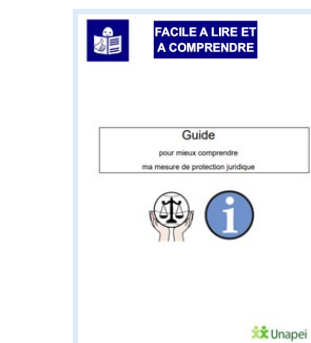 FACILE A LIRE ET
A COMPRENDRE
Guide
pour mieux comprendre
ma mesure de protection juridique
i
Unapei